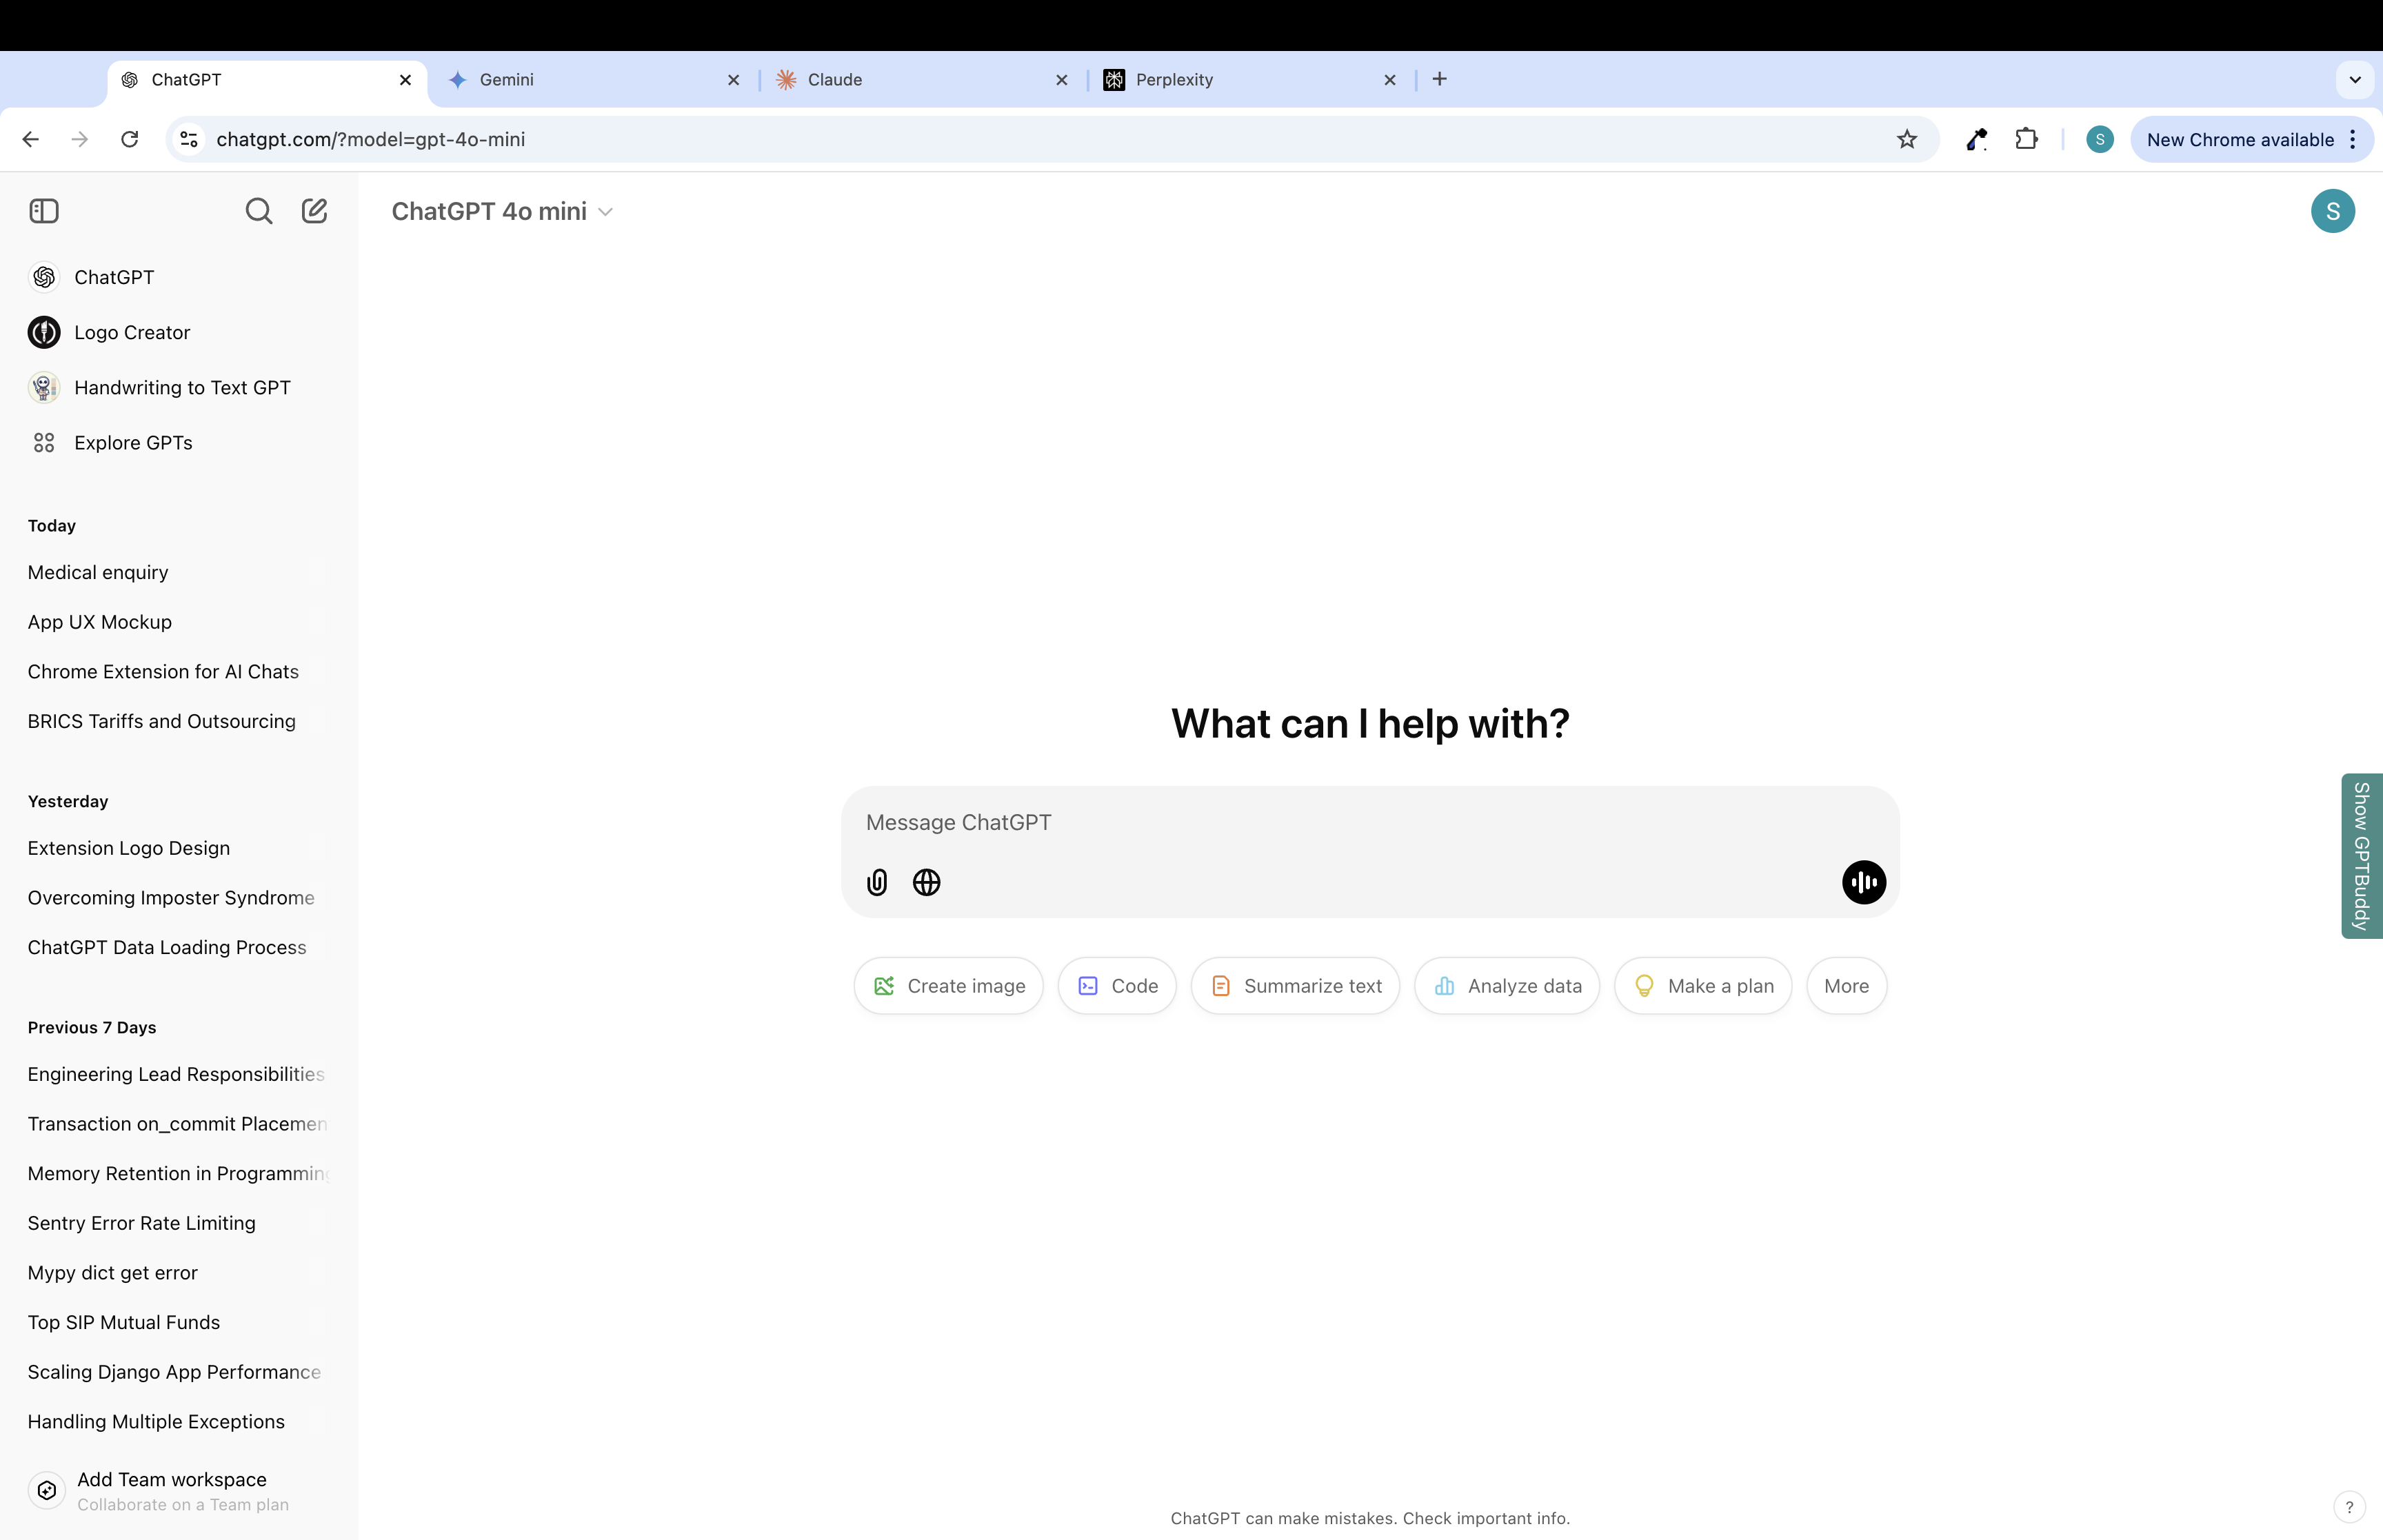 ChatGPT
Gemini
Claude
Perplexity
chatgpt.com/?model=gpt-4o-mini
S
New Chrome available
ChatGPT 4o mini
S
ChatGPT
Logo Creator
Handwriting to Text GPT
Explore GPTs
Today
Medical enquiry
App UX Mockup
Chrome Extension for AI Chats
BRICS Tariffs and Outsourcing
Yesterday
Extension Logo Design
Overcoming Imposter Syndrome
ChatGPT Data Loading Process
Previous 7 Days
Engineering Lead Responsibilities
Transaction on_commit Placemen
Memory Retention in Programming
Sentry Error Rate Limiting
Mypy dict get error
Top SIP Mutual Funds
Scaling Django App Performance
Handling Multiple Exceptions
Add Team workspace
Collaborate on a Team plan
What can I help with?
Message ChatGPT
Create image
Code
Summarize text
Analyze data
Make a plan
More
Show GPTBuddy
ChatGPT can make mistakes. Check important info.
?